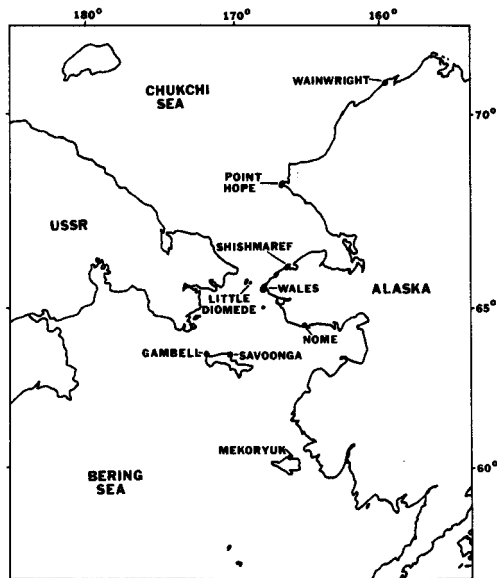 180° 170° 160°
CHUKCHI
SEA
WAINWRIGHT
70°
POINT
HOPE
USSR
SHISHMAREF
WALES
ALASKA
LITTLE
DIOMEDE
65°
NOME
GAMBELL
SAVOONGA
MEKORYUK
60°
BERING
SEA